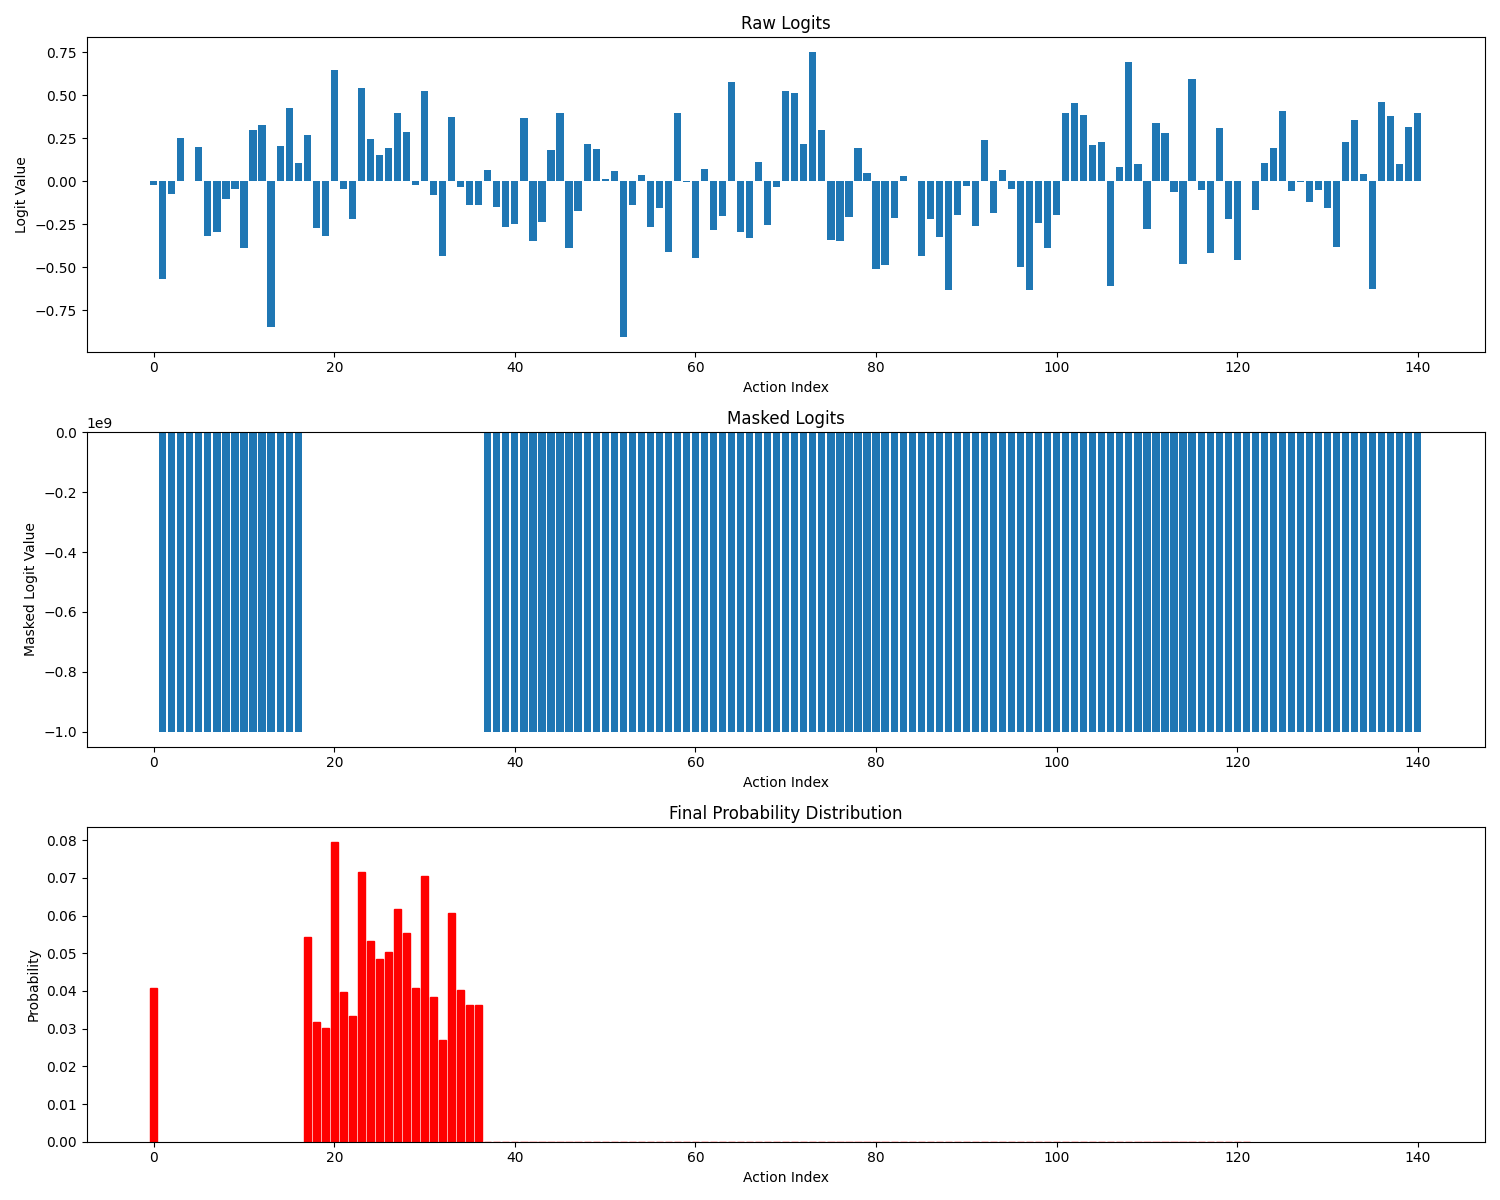 Raw Logits
0.75
0.50
0.25
0.00
−0.25
−0.50
−0.75
Logit Value
0 20 40 60 80 100 120 140
Action Index
Masked Logits
1e9
0.0
−0.2
−0.4
−0.6
−0.8
−1.0
Masked Logit Value
0 20 40 60 80 100 120 140
Action Index
Final Probability Distribution
0.08
0.07
0.06
0.05
0.04
0.03
0.02
0.01
0.00
Probability
0 20 40 60 80 100 120 140
Action Index